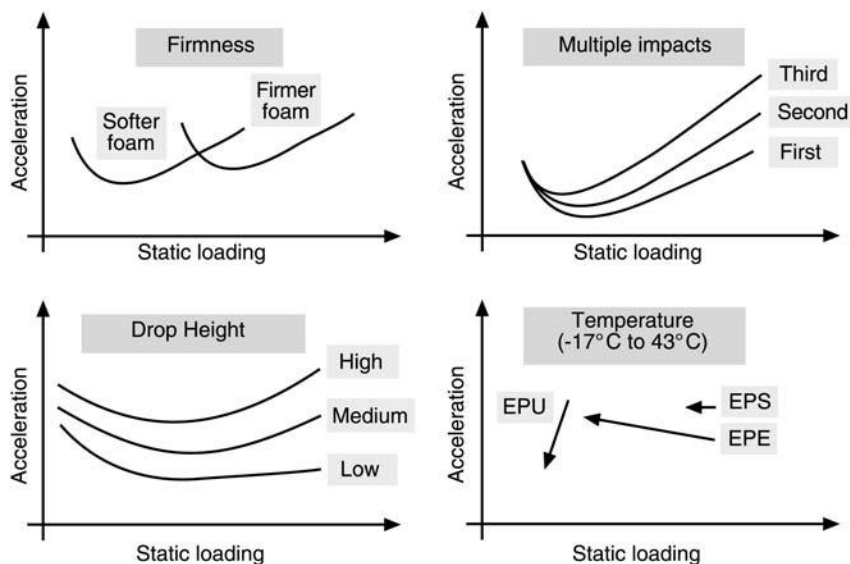 Firmness
Softer
foam
Firmer
foam
Acceleration
Static loading
Multiple impacts
Third
Second
First
Acceleration
Static loading
Drop Height
High
Medium
Low
Acceleration
Static loading
Temperature
(-17°C to 43°C)
EPU
EPS
EPE
Acceleration
Static loading